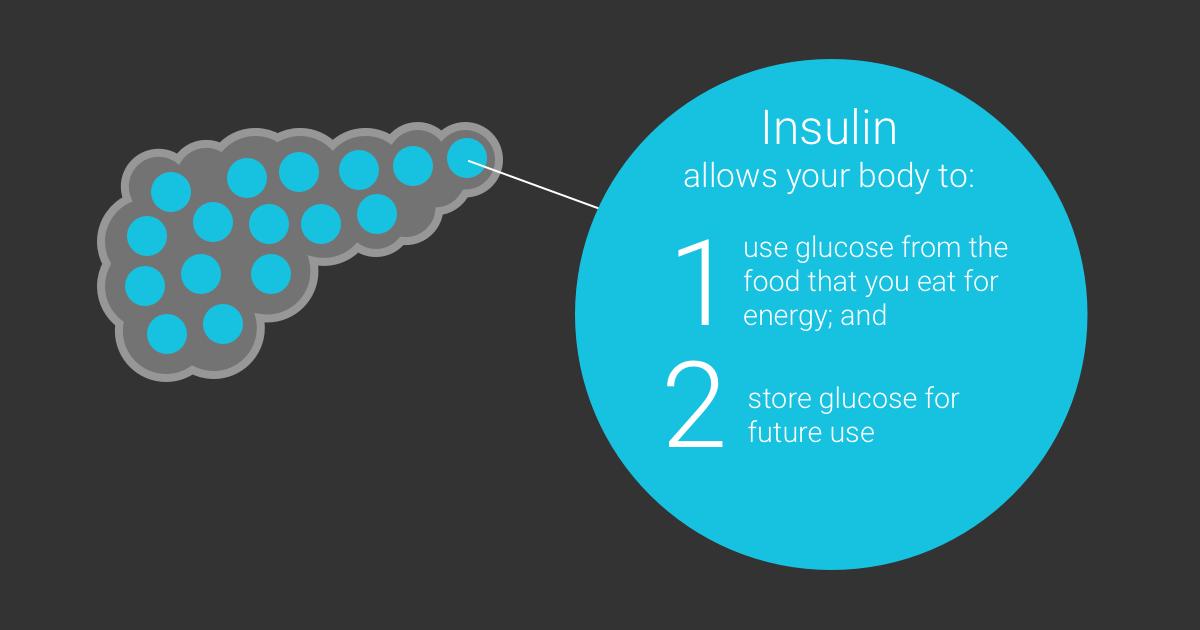 Insulin
allows your body to:
1
use glucose from the
food that you eat for
energy; and
2
store glucose for
future use